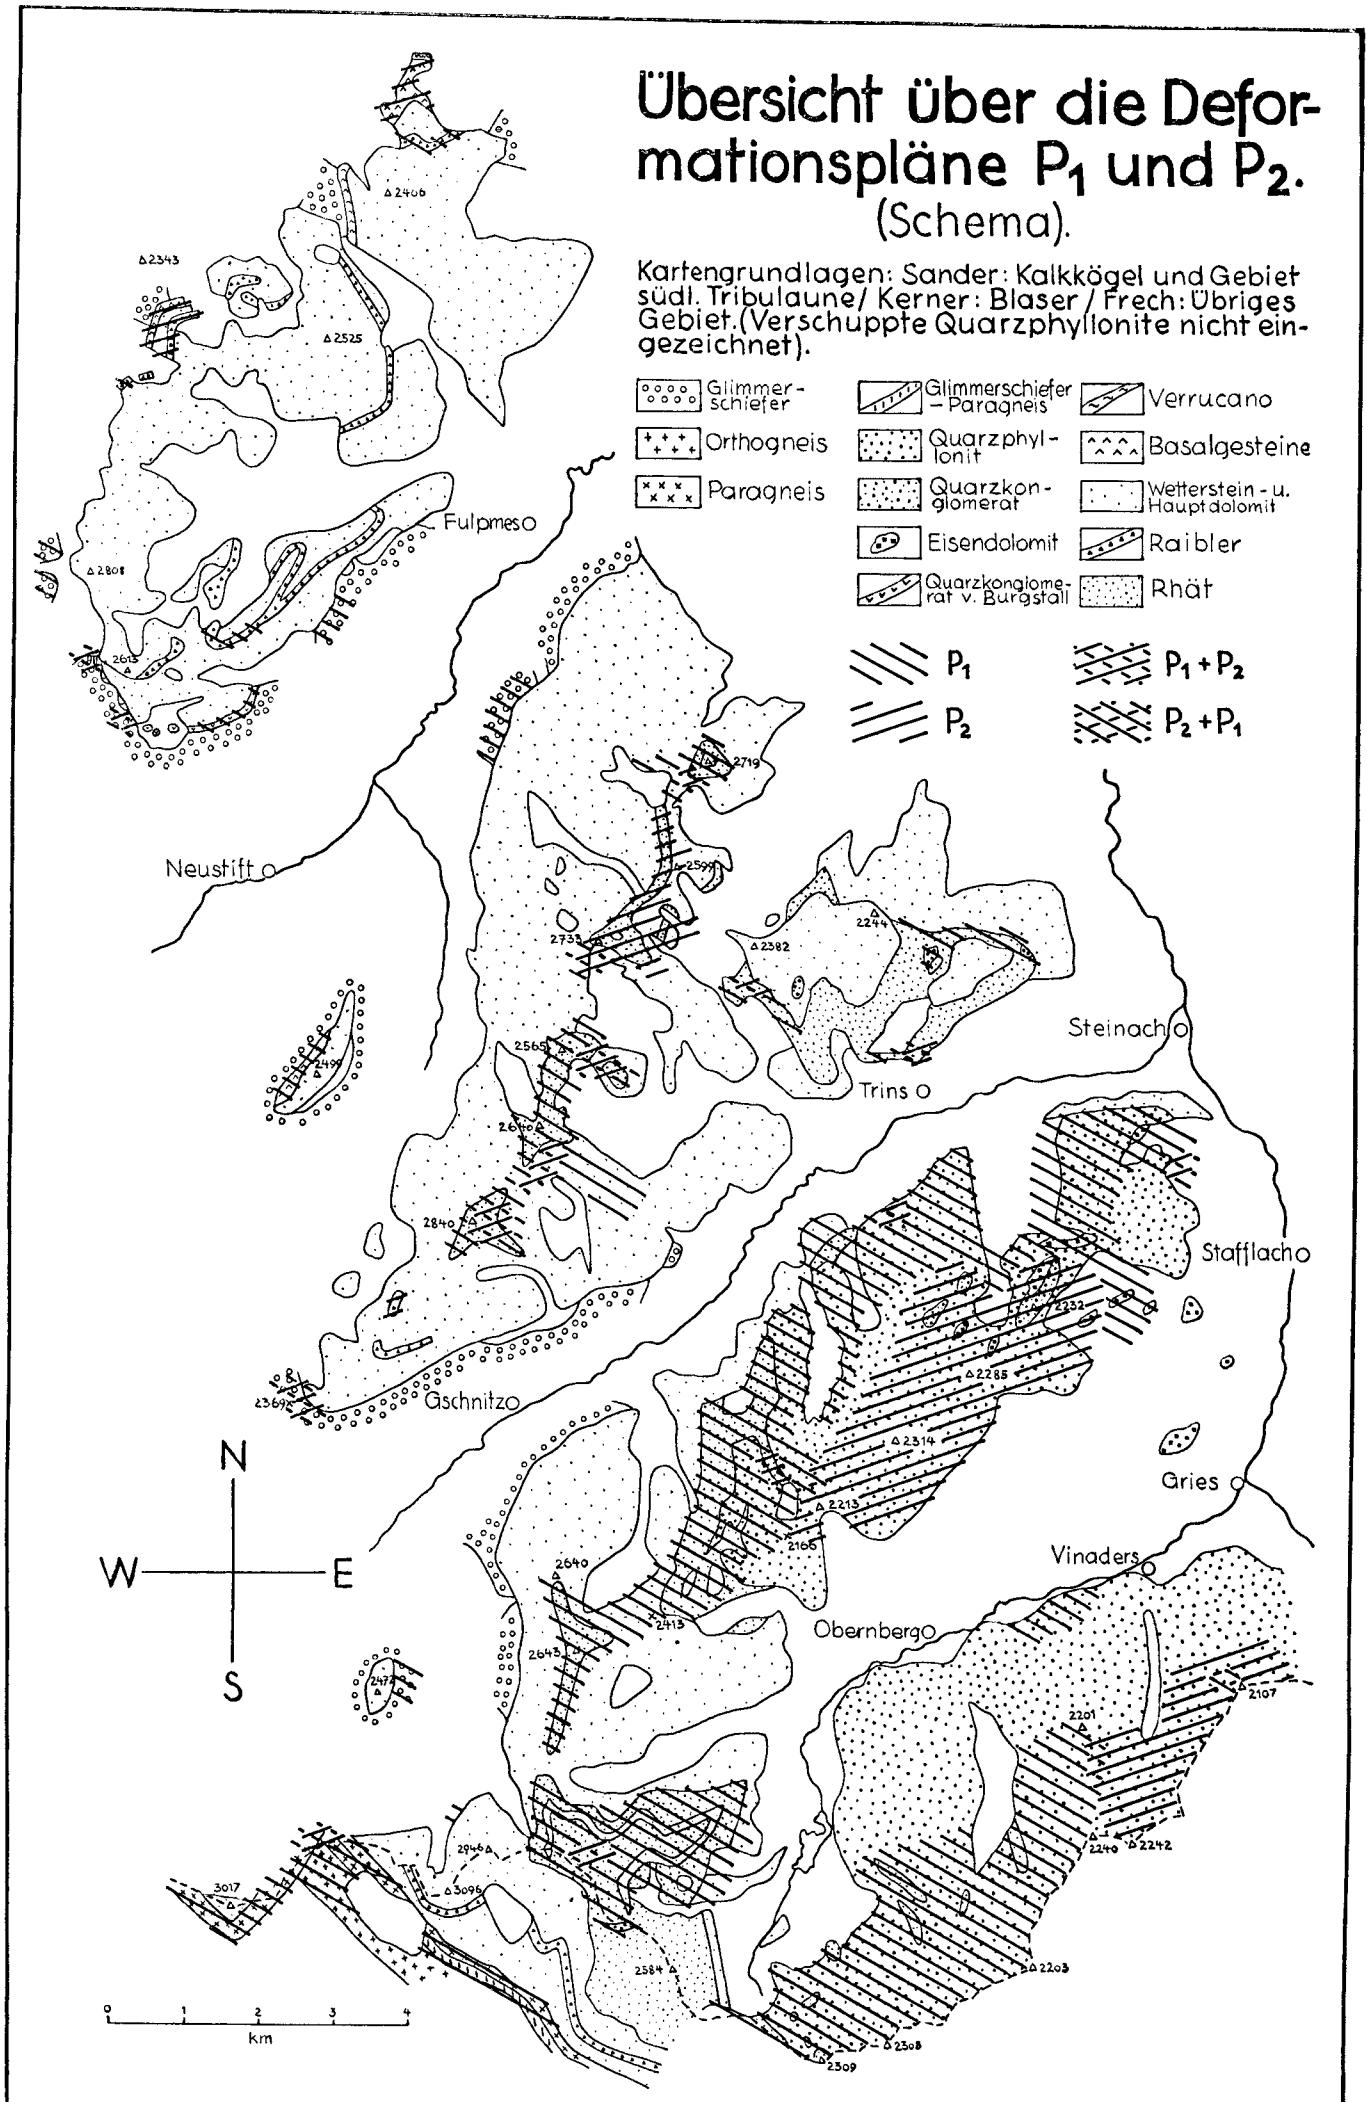 Übersicht über die Defor-
mationspläne P1 und P2.
(Schema).
Kartengrundlagen: Sander: Kalkkögel und Gebiet
südl. Tribulaune/ Kerner: Blaser / Frech: Übriges
Gebiet. (Verschuppte Quarzphyllonite nicht ein-
gezeichnet).
Glimmer-
schiefer
Orthogneis
Paragneis
Glimmerschiefer
– Paragneis
Quarzphyl-
lonit
Quarzkon-
glomerat
Eisendolomit
Quarzkonglome-
rat v. Burgstall
Verrucano
Basalgesteine
Wetterstein - u.
Hauptdolomit
Raibler
Rhät
P1
P2
P1 + P2
P2 + P1
2406
2343
2525
Fulpmes
2808
2613
2719
Neustift
2599
2244
2733
2382
Steinach
2565
Trins
2640
2840
Stafflach
2232
2285
2369
Gschnitz
2314
N
Gries
2213
2166
W
E
2640
Vinaders
2413
Obernberg
2643
S
2472
2107
2201
2240
2242
2946
3017
3096
2584
2203
0 1 2 3 4
km
2308
2309